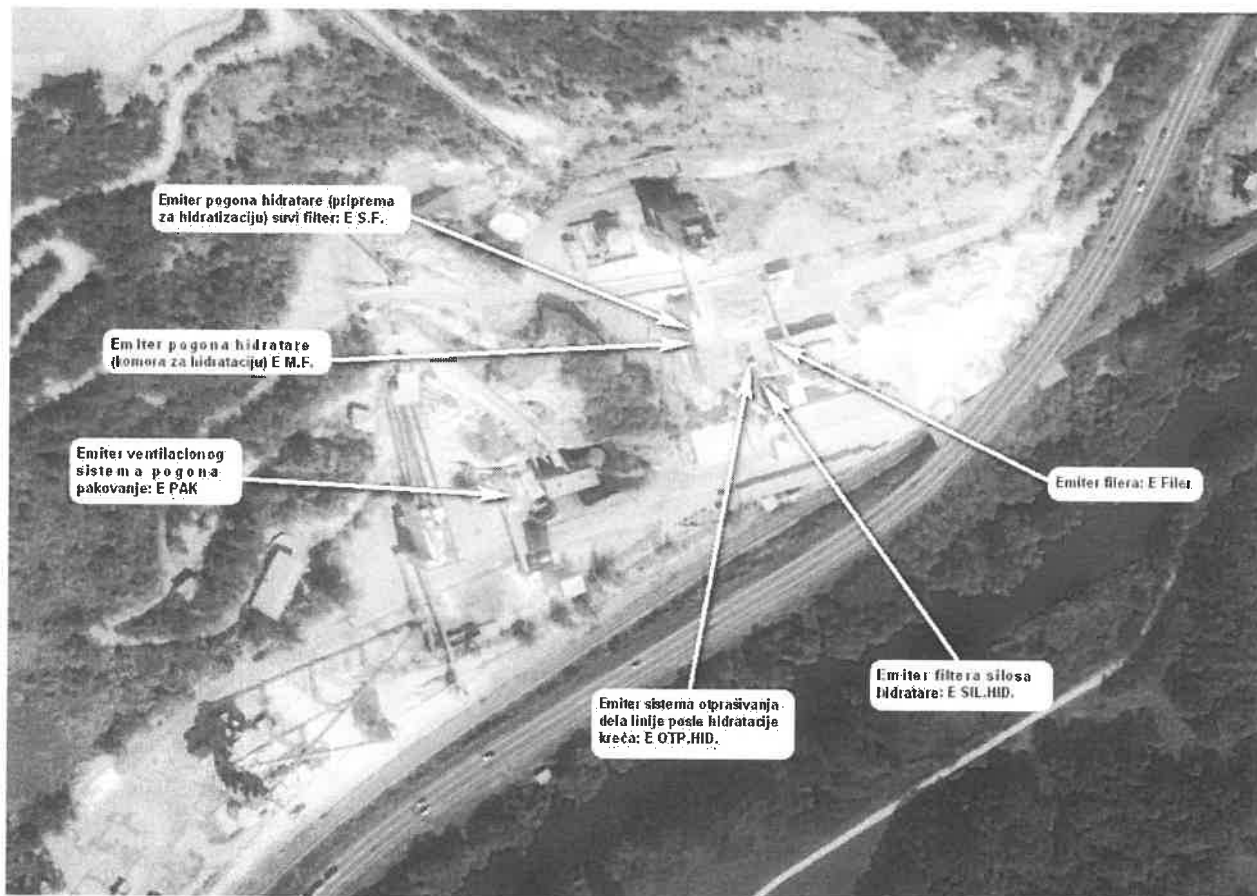 Emiter pogona hidratare (priprema
za hidratizaciju) suvi filter: E S.F.
Emiter pogona hidratare
(komora za hidrataciju) E M.F.
Emiter ventilacionog
sistema pogona
pakovanje: E PAK
Emiter filera: E Filer
Emiter filtera silosa
hidratare: E SIL.HID.
Emiter sistema otprašivanja
dela linije posle hidratacije
kreča: E OTP.HID.